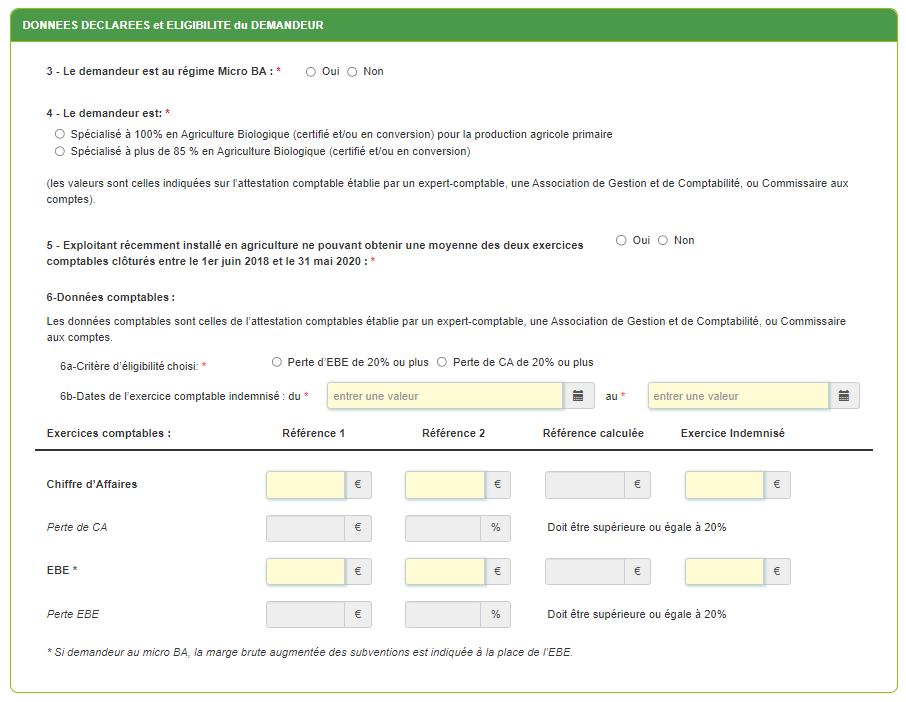 DONNEES DECLAREES et ELIGIBILITE du DEMANDEUR
3 - Le demandeur est au régime Micro BA : * Oui Non
4 - Le demandeur est: *
Spécialisé à 100% en Agriculture Biologique (certifié et/ou en conversion) pour la production agricole primaire
Spécialisé à plus de 85 % en Agriculture Biologique (certifié et/ou en conversion)
(les valeurs sont celles indiquées sur l'attestation comptable établie par un expert-comptable, une Association de Gestion et de Comptabilité, ou Commissaire aux
comptes).
5 - Exploitant récemment installé en agriculture ne pouvant obtenir une moyenne des deux exercices Oui Non
comptables clôturés entre le 1er juin 2018 et le 31 mai 2020 : *
6-Données comptables :
Les données comptables sont celles de l'attestation comptables établie par un expert-comptable, une Association de Gestion et de Comptabilité, ou Commissaire
aux comptes.
6a-Critère d'éligibilité choisi: * Perte d'EBE de 20% ou plus Perte de CA de 20% ou plus
6b-Dates de l'exercice comptable indemnisé : du * entrer une valeur au * entrer une valeur
Exercices comptables : Référence 1 Référence 2 Référence calculée Exercice Indemnisé
Chiffre d'Affaires € € € €
Perte de CA € % Doit être supérieure ou égale à 20%
EBE * € € € €
Perte EBE € % Doit être supérieure ou égale à 20%
* Si demandeur au micro BA, la marge brute augmentée des subventions est indiquée à la place de l'EBE.